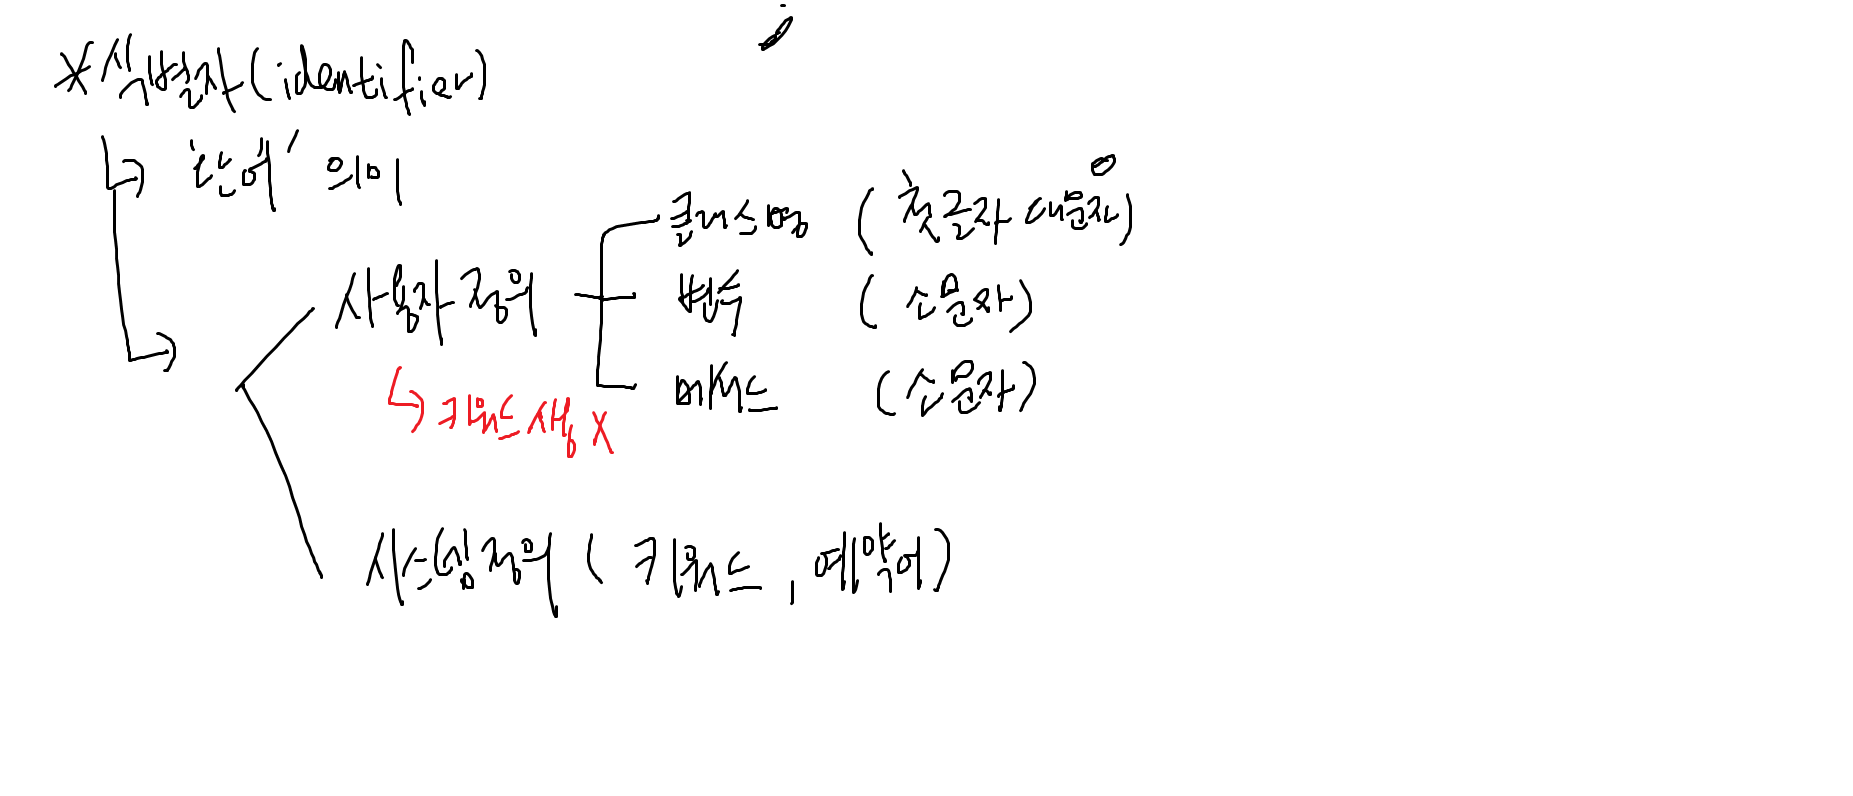 *식별자(identifier)
'단어' 의미
사용자 정의
클래스명 (첫글자 대문자)
변수 (소문자)
메서드 (소문자)
키워드 사용 X
시스템 정의 (키워드, 예약어)